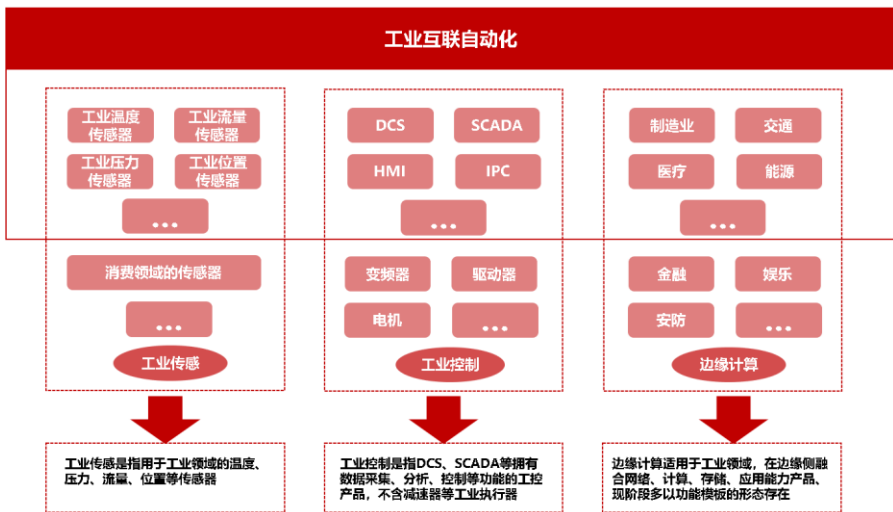 工业互联自动化
工业温度
传感器
工业流量
传感器
工业压力
传感器
工业位置
传感器
...
消费领域的传感器
...
工业传感
DCS
SCADA
HMI
IPC
...
变频器
驱动器
电机
...
工业控制
制造业
交通
医疗
能源
...
金融
娱乐
安防
...
边缘计算
工业传感是指用于工业领域的温度、
压力、流量、位置等传感器
工业控制是指DCS、SCADA等拥有
数据采集、分析、控制等功能的工控
产品，不含减速器等工业执行器
边缘计算适用于工业领域，在边缘侧融
合网络、计算、存储、应用能力产品、
现阶段多以功能模板的形态存在